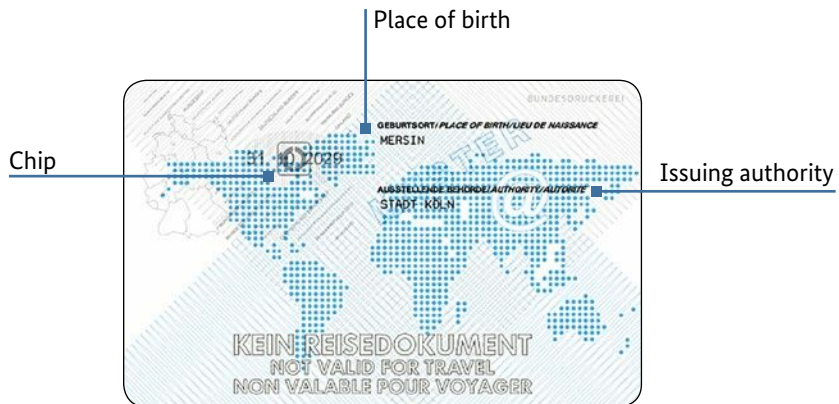 Place of birth
BUNDESDRUCKEREI
GEBURTSORT/PLACE OF BIRTH/LIEU DE NAISSANCE
MERSIN
Chip
31. 10 2029
Issuing authority
AUSSTELLENDE BEHÖRDE/AUTHORITY/AUTORITÉ
STADT KÖLN
MUSTER
@
KEIN REISEDOKUMENT
NOT VALID FOR TRAVEL
NON VALABLE POUR VOYAGER